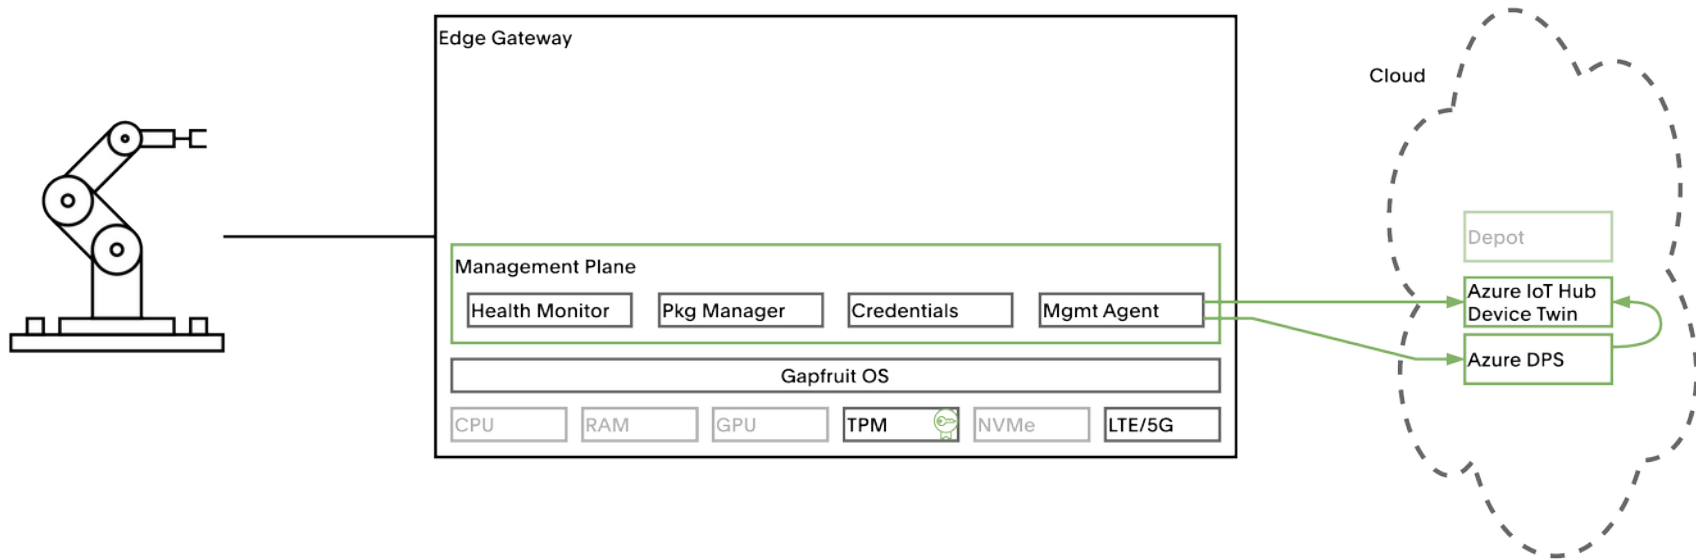 Edge Gateway
Cloud
Management Plane
Health Monitor
Pkg Manager
Credentials
Mgmt Agent
Gapfruit OS
CPU
RAM
GPU
TPM
NVMe
LTE/5G
Depot
Azure IoT Hub
Device Twin
Azure DPS